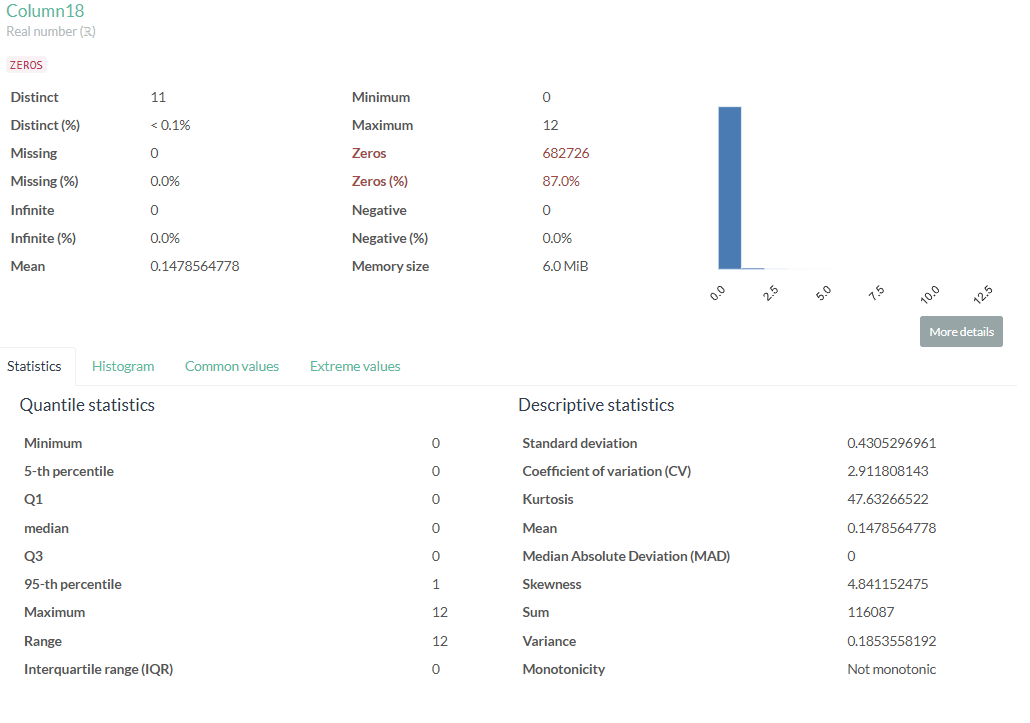 Column18
Real number (ℝ)
ZEROS
Distinct 11 Minimum 0
Distinct (%) < 0.1% Maximum 12
Missing 0 Zeros 682726
Missing (%) 0.0% Zeros (%) 87.0%
Infinite 0 Negative 0
Infinite (%) 0.0% Negative (%) 0.0%
Mean 0.1478564778 Memory size 6.0 MiB
0.0 2.5 5.0 7.5 10.0 12.5
More details
Statistics Histogram Common values Extreme values
Quantile statistics Descriptive statistics
Minimum 0 Standard deviation 0.4305296961
5-th percentile 0 Coefficient of variation (CV) 2.911808143
Q1 0 Kurtosis 47.63266522
median 0 Mean 0.1478564778
Q3 0 Median Absolute Deviation (MAD) 0
95-th percentile 1 Skewness 4.841152475
Maximum 12 Sum 116087
Range 12 Variance 0.1853558192
Interquartile range (IQR) 0 Monotonicity Not monotonic